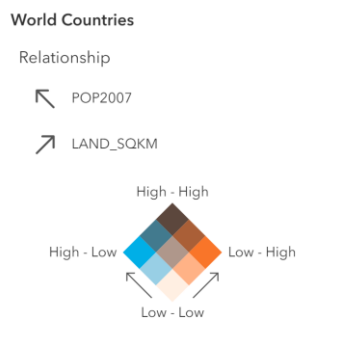 World Countries
Relationship
POP2007
LAND_SQKM
High - High
High - Low
Low - High
Low - Low